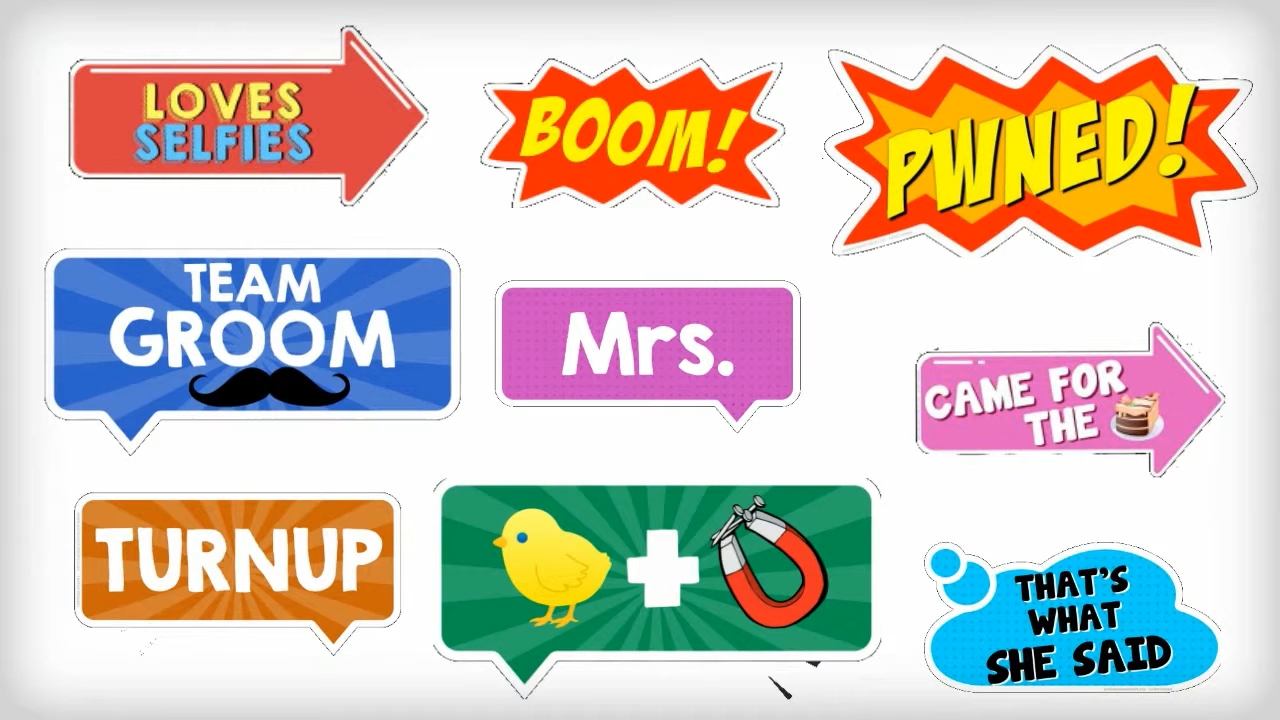 LOVES
SELFIES
BOOM!
PWNED!
TEAM
GROOM
Mrs.
CAME FOR
THE
TURNUP
THAT'S
WHAT
SHE SAID